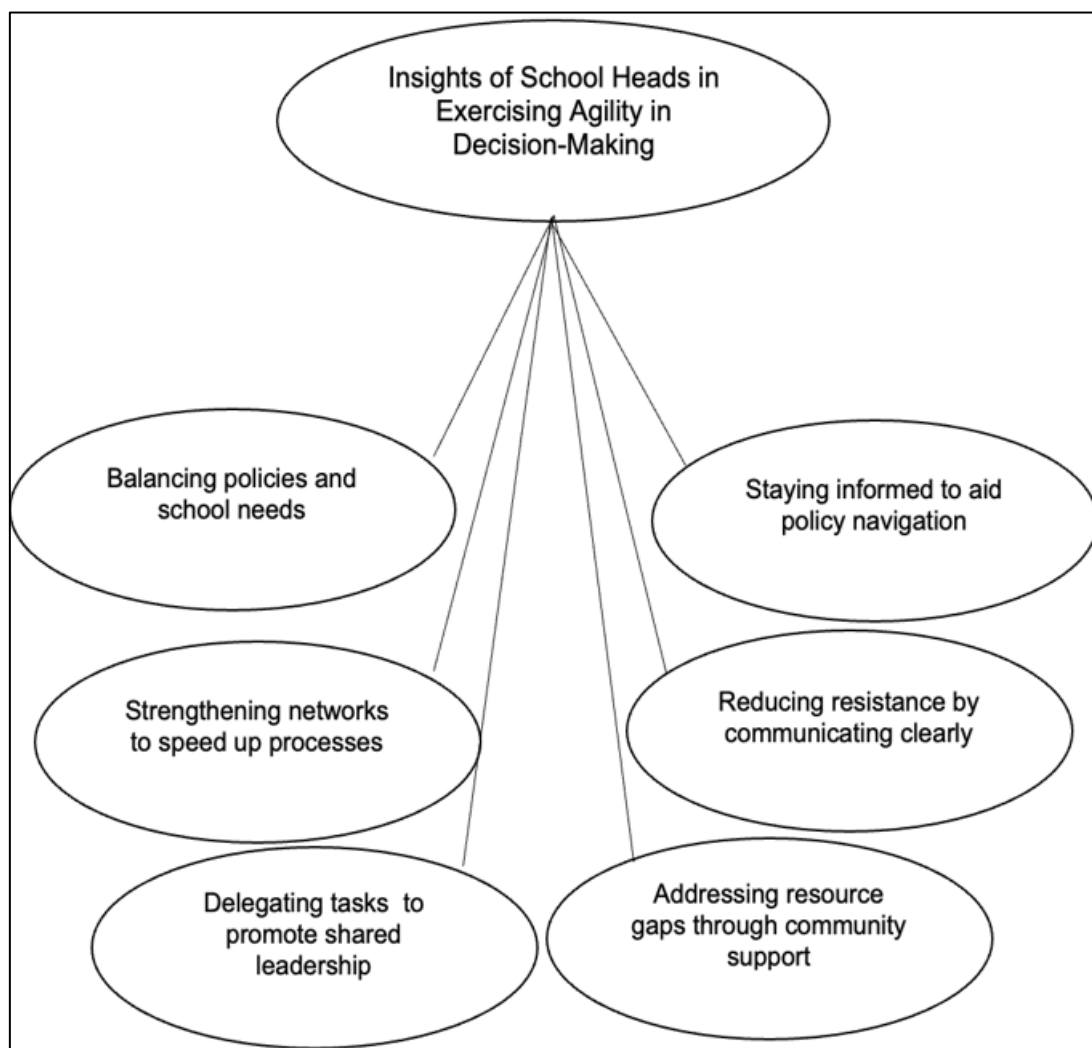 Insights of School Heads in
Exercising Agility in
Decision-Making
Balancing policies and
school needs
Staying informed to aid
policy navigation
Strengthening networks
to speed up processes
Reducing resistance by
communicating clearly
Delegating tasks to
promote shared
leadership
Addressing resource
gaps through community
support